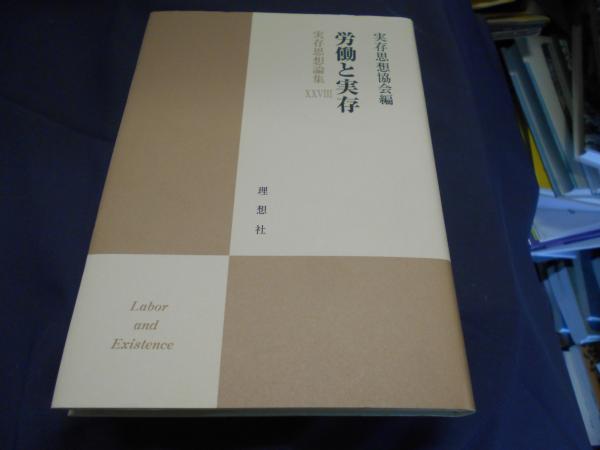 実存思想協会編
労働と実存
実存思想論集
XXVIII
理想社
Labor
and
Existence